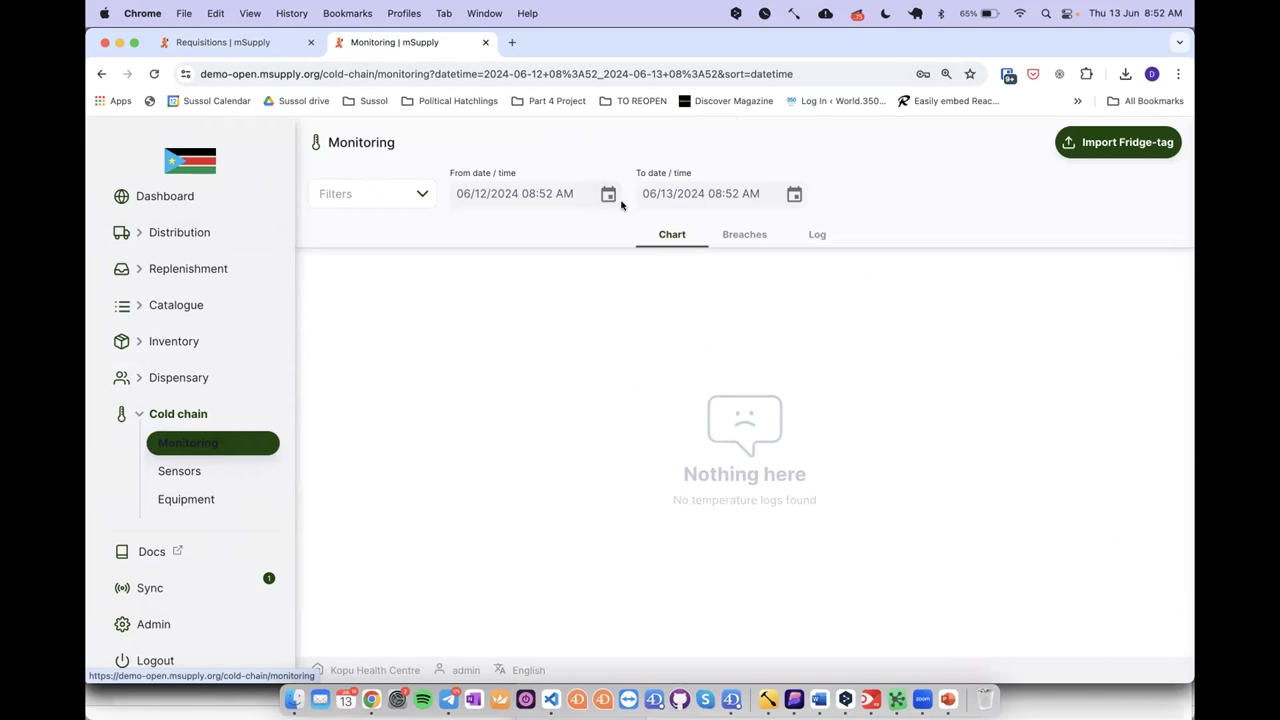 Chrome File Edit View History Bookmarks Profiles Tab Window Help 65% Thu 13 Jun 8:52 AM
Requisitions | mSupply Monitoring | mSupply
demo-open.msupply.org/cold-chain/monitoring?datetime=2024-06-12+08%3A52_2024-06-13+08%3A52&sort=datetime
Apps Sussol Calendar Sussol drive Sussol Political Hatchlings Part 4 Project TO REOPEN Discover Magazine Log In ‹ World.350... Easily embed Reac... » All Bookmarks
Monitoring
Import Fridge-tag
From date / time To date / time
Filters 06/12/2024 08:52 AM 06/13/2024 08:52 AM
Chart Breaches Log
Dashboard
Distribution
Replenishment
Catalogue
Inventory
Dispensary
Cold chain
Monitoring
Sensors
Equipment
Nothing here
No temperature logs found
Docs
Sync 1
Admin
Logout
Kopu Health Centre admin English
https://demo-open.msupply.org/cold-chain/monitoring